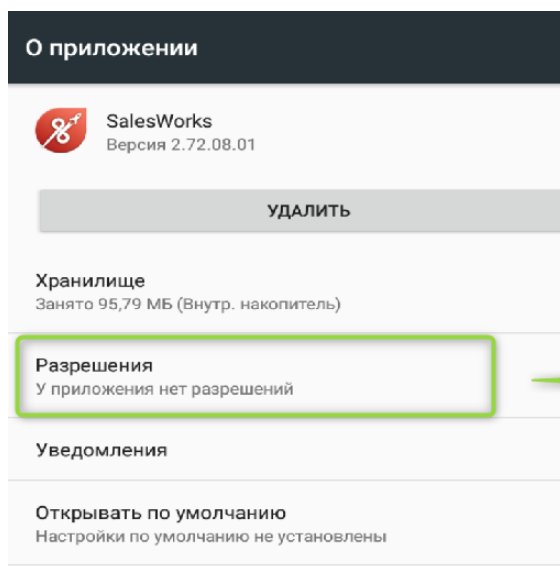 О приложении
SalesWorks
Версия 2.72.08.01
УДАЛИТЬ
Хранилище
Занято 95,79 МБ (Внутр. накопитель)
Разрешения
У приложения нет разрешений
Уведомления
Открывать по умолчанию
Настройки по умолчанию не установлены